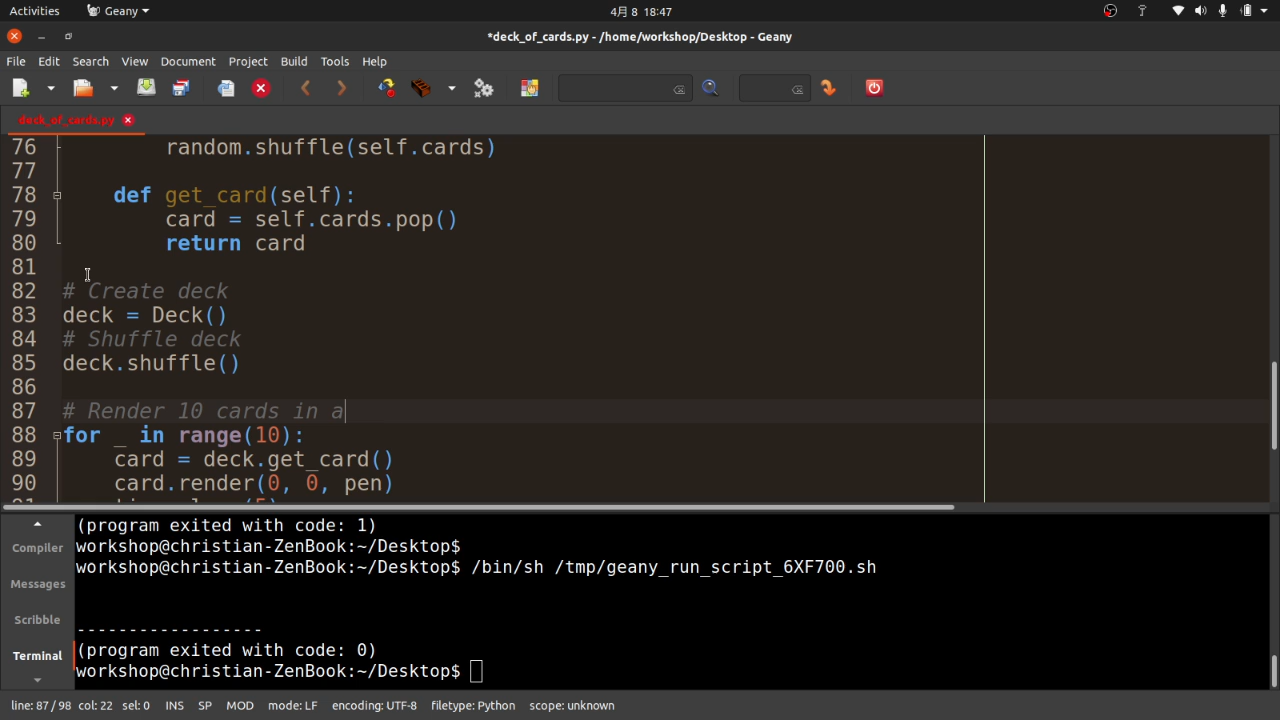 Activities Geany 4月 8 18:47
*deck_of_cards.py - /home/workshop/Desktop - Geany
File Edit Search View Document Project Build Tools Help
deck_of_cards.py
76 random.shuffle(self.cards)
77
78 def get_card(self):
79 card = self.cards.pop()
80 return card
81
82 # Create deck
83 deck = Deck()
84 # Shuffle deck
85 deck.shuffle()
86
87 # Render 10 cards in a
88 for _ in range(10):
89 card = deck.get_card()
90 card.render(0, 0, pen)
(program exited with code: 1)
Compiler workshop@christian-ZenBook:~/Desktop$
workshop@christian-ZenBook:~/Desktop$ /bin/sh /tmp/geany_run_script_6XF700.sh
Messages
Scribble
------------------
Terminal (program exited with code: 0)
workshop@christian-ZenBook:~/Desktop$
line: 87 / 98 col: 22 sel: 0 INS SP MOD mode: LF encoding: UTF-8 filetype: Python scope: unknown